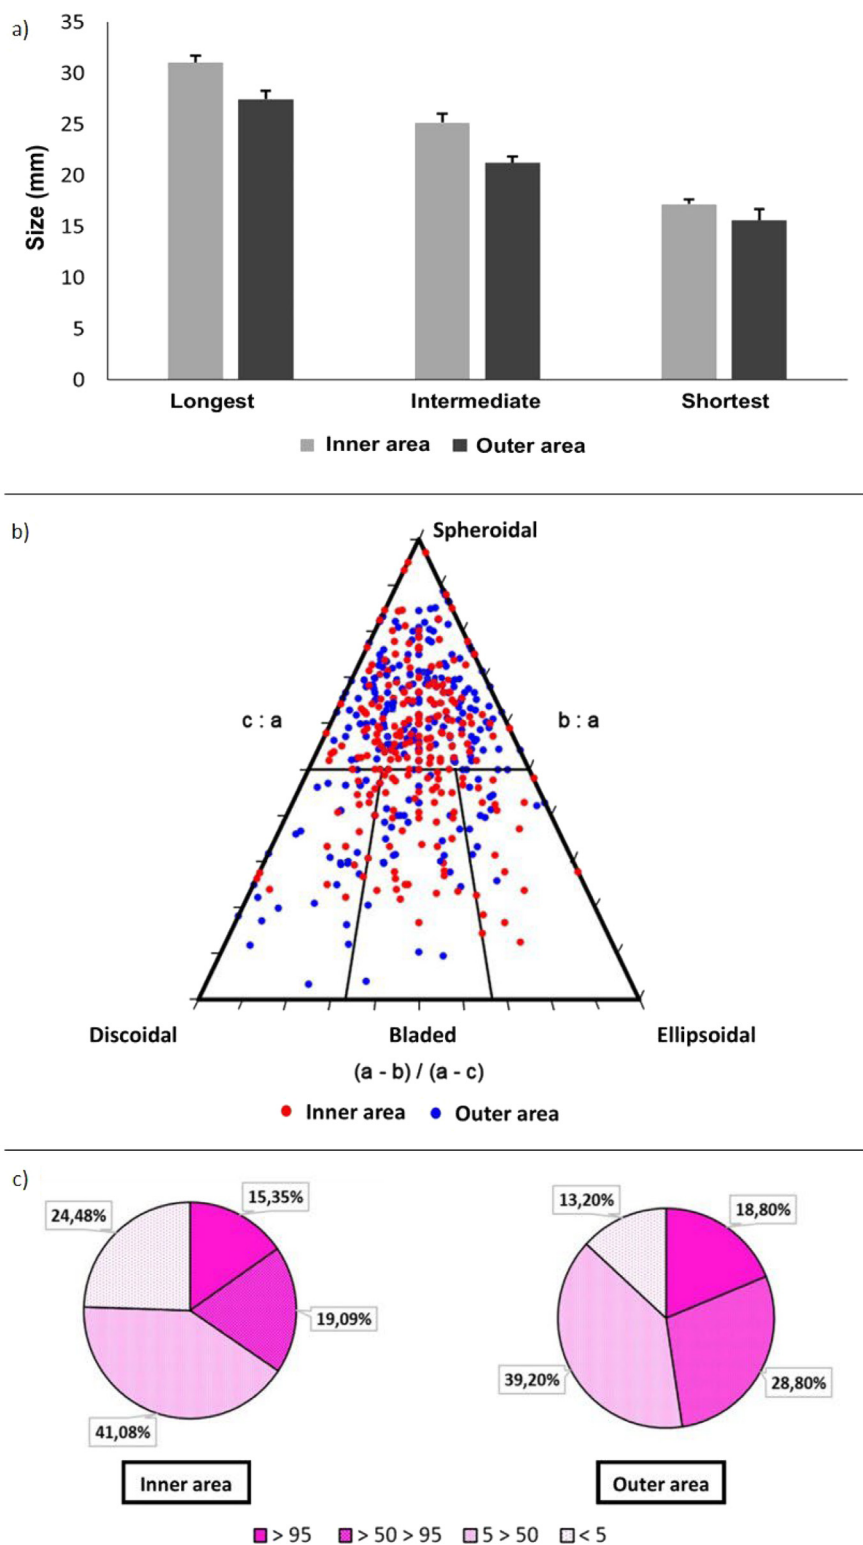 a)
35
30
25
20
15
10
5
0
Size (mm)
Longest Intermediate Shortest
Inner area Outer area
b)
Spheroidal
c : a b : a
Discoidal Bladed Ellipsoidal
(a - b) / (a - c)
Inner area Outer area
c)
24,48% 15,35% 13,20% 18,80%
19,09%
39,20% 28,80%
41,08%
Inner area Outer area
> 95 > 50 > 95 5 > 50 < 5